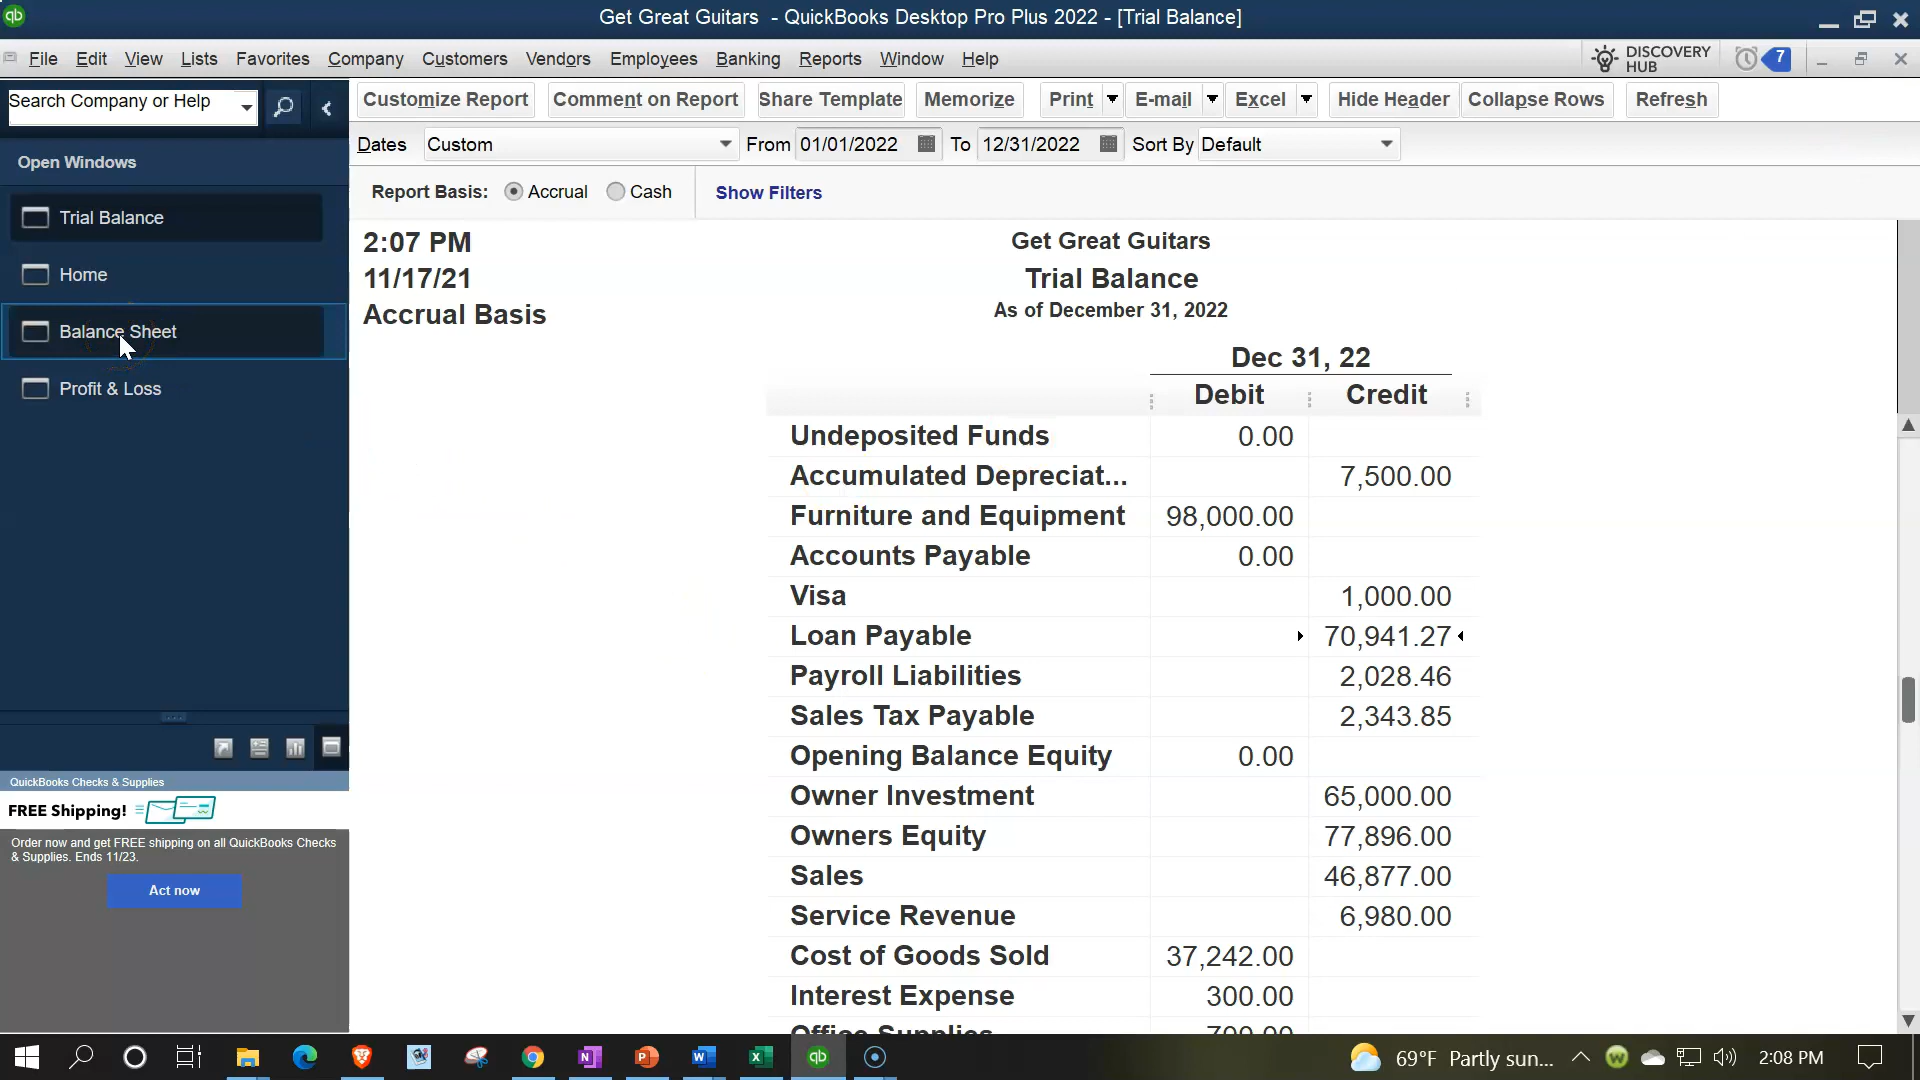 qb
Get Great Guitars - QuickBooks Desktop Pro Plus 2022 - [Trial Balance]
File Edit View Lists Favorites Company Customers Vendors Employees Banking Reports Window Help
DISCOVERY
HUB
7
Search Company or Help
Customize Report Comment on Report Share Template Memorize Print E-mail Excel Hide Header Collapse Rows Refresh
Dates Custom From 01/01/2022 To 12/31/2022 Sort By Default
Report Basis: Accrual Cash Show Filters
Open Windows
Trial Balance
Home
Balance Sheet
Profit & Loss
2:07 PM
11/17/21
Accrual Basis
Get Great Guitars
Trial Balance
As of December 31, 2022
Dec 31, 22
Debit Credit
Undeposited Funds 0.00
Accumulated Depreciat... 7,500.00
Furniture and Equipment 98,000.00
Accounts Payable 0.00
Visa 1,000.00
Loan Payable 70,941.27
Payroll Liabilities 2,028.46
Sales Tax Payable 2,343.85
Opening Balance Equity 0.00
Owner Investment 65,000.00
Owners Equity 77,896.00
Sales 46,877.00
Service Revenue 6,980.00
Cost of Goods Sold 37,242.00
Interest Expense 300.00
Office Supplies 700.00
QuickBooks Checks & Supplies
FREE Shipping!
Order now and get FREE shipping on all QuickBooks Checks
& Supplies. Ends 11/23.
Act now
69°F Partly sun... 2:08 PM